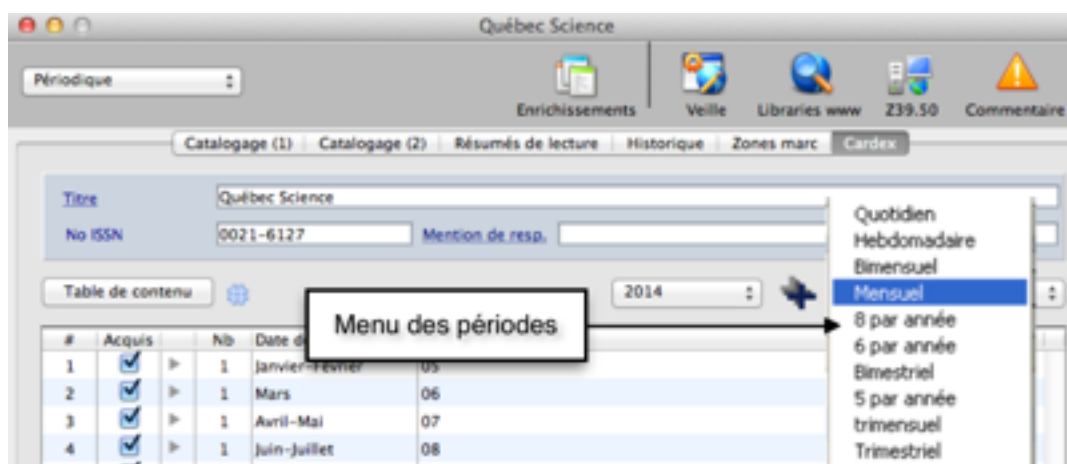 Québec Science
Périodique
Enrichissements
Veille
Libraries www
Z39.50
Commentaire
Catalogage (1)
Catalogage (2)
Résumés de lecture
Historique
Zones marc
Cardex
Titre
Québec Science
No ISSN
0021-6127
Mention de resp.
Table de contenu
2014
Menu des périodes
Quotidien
Hebdomadaire
Bimensuel
Mensuel
8 par année
6 par année
Bimestriel
5 par année
trimensuel
Trimestriel
# Acquis Nb Date d
1 1 Janvier-Février 05
2 1 Mars 06
3 1 Avril-Mai 07
4 1 Juin-Juillet 08